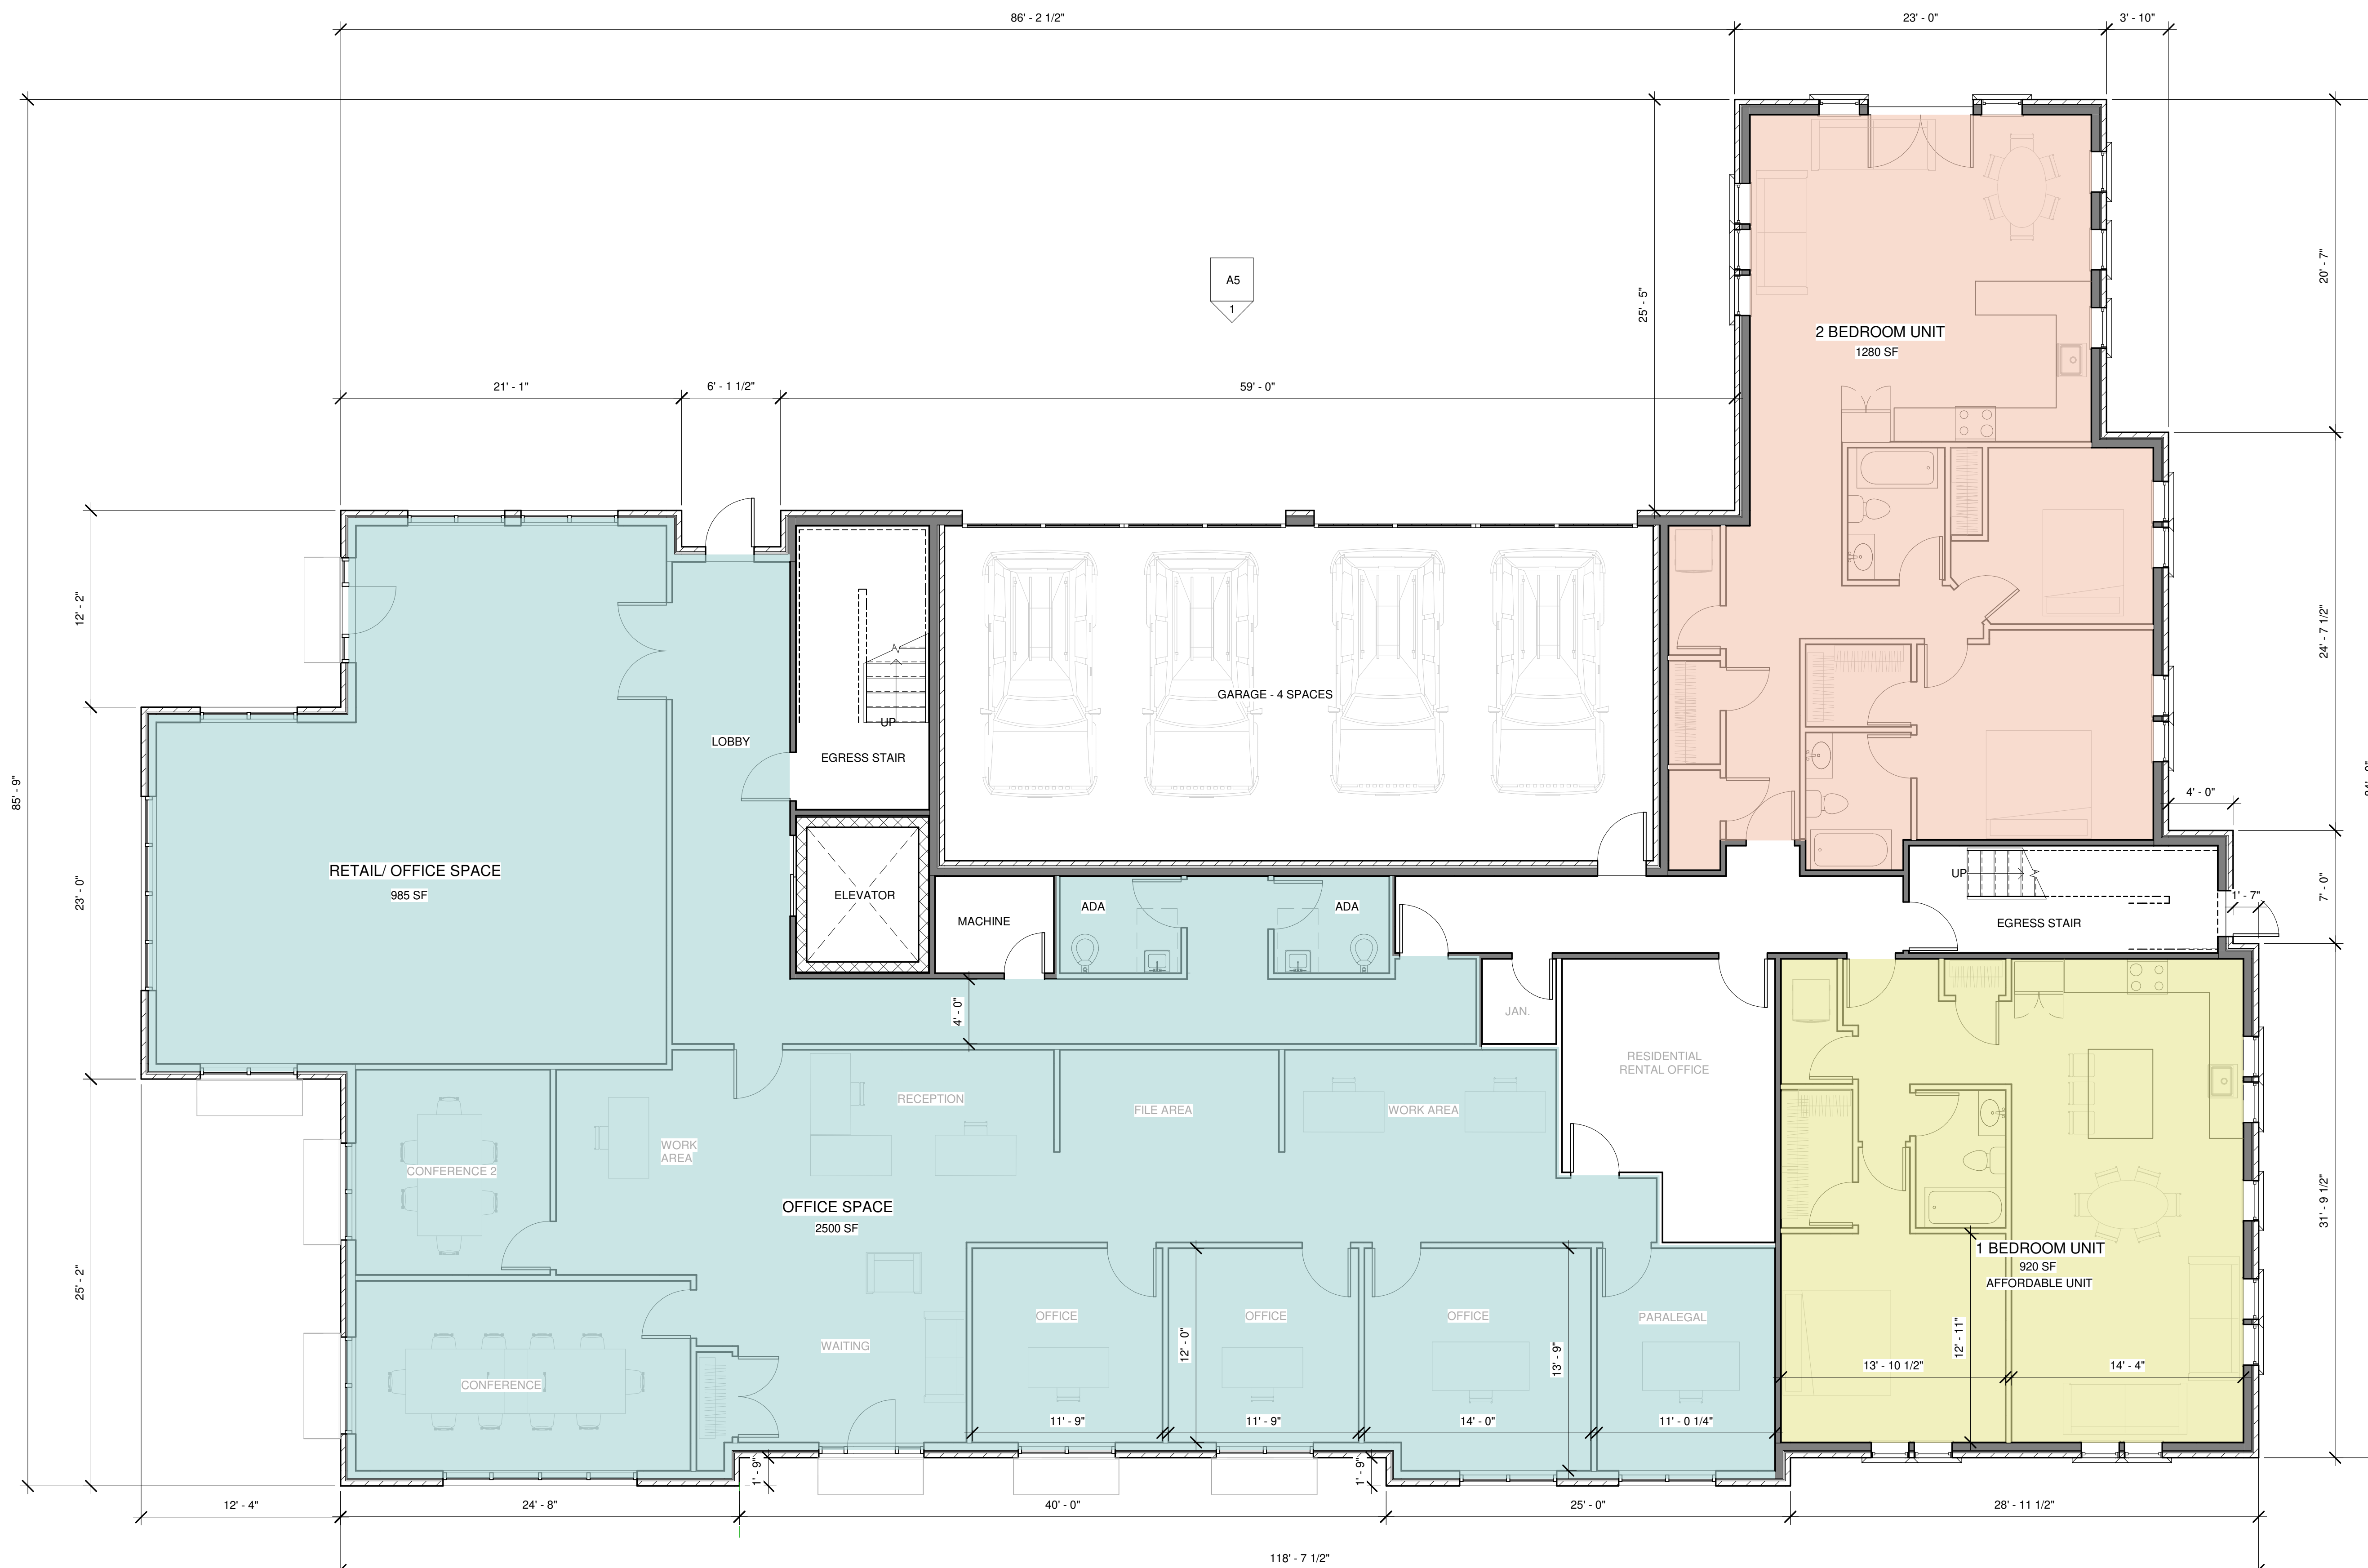 86' - 2 1/2"
23' - 0"
3' - 10"
A5
1
25' - 5"
20' - 7"
2 BEDROOM UNIT
1280 SF
21' - 1"
6' - 1 1/2"
59' - 0"
12' - 2"
24' - 7 1/2"
GARAGE - 4 SPACES
UP
LOBBY
EGRESS STAIR
85' - 9"
4' - 0"
RETAIL/ OFFICE SPACE
985 SF
23' - 0"
ELEVATOR
MACHINE
ADA
ADA
UP
EGRESS STAIR
1' - 7"
7' - 0"
4' - 0"
JAN.
RESIDENTIAL
RENTAL OFFICE
RECEPTION
FILE AREA
WORK AREA
WORK
AREA
CONFERENCE 2
OFFICE SPACE
2500 SF
31' - 9 1/2"
1 BEDROOM UNIT
920 SF
AFFORDABLE UNIT
25' - 2"
OFFICE
OFFICE
OFFICE
PARALEGAL
WAITING
12' - 0"
13' - 9"
12' - 11"
13' - 10 1/2"
14' - 4"
CONFERENCE
11' - 9"
11' - 9"
14' - 0"
11' - 0 1/4"
1' - 9"
1' - 9"
12' - 4"
24' - 8"
40' - 0"
25' - 0"
28' - 11 1/2"
118' - 7 1/2"